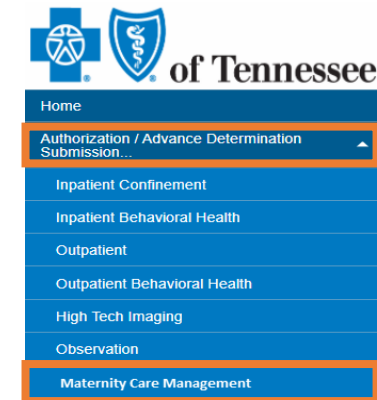 of Tennessee
Home
Authorization / Advance Determination
Submission...
Inpatient Confinement
Inpatient Behavioral Health
Outpatient
Outpatient Behavioral Health
High Tech Imaging
Observation
Maternity Care Management